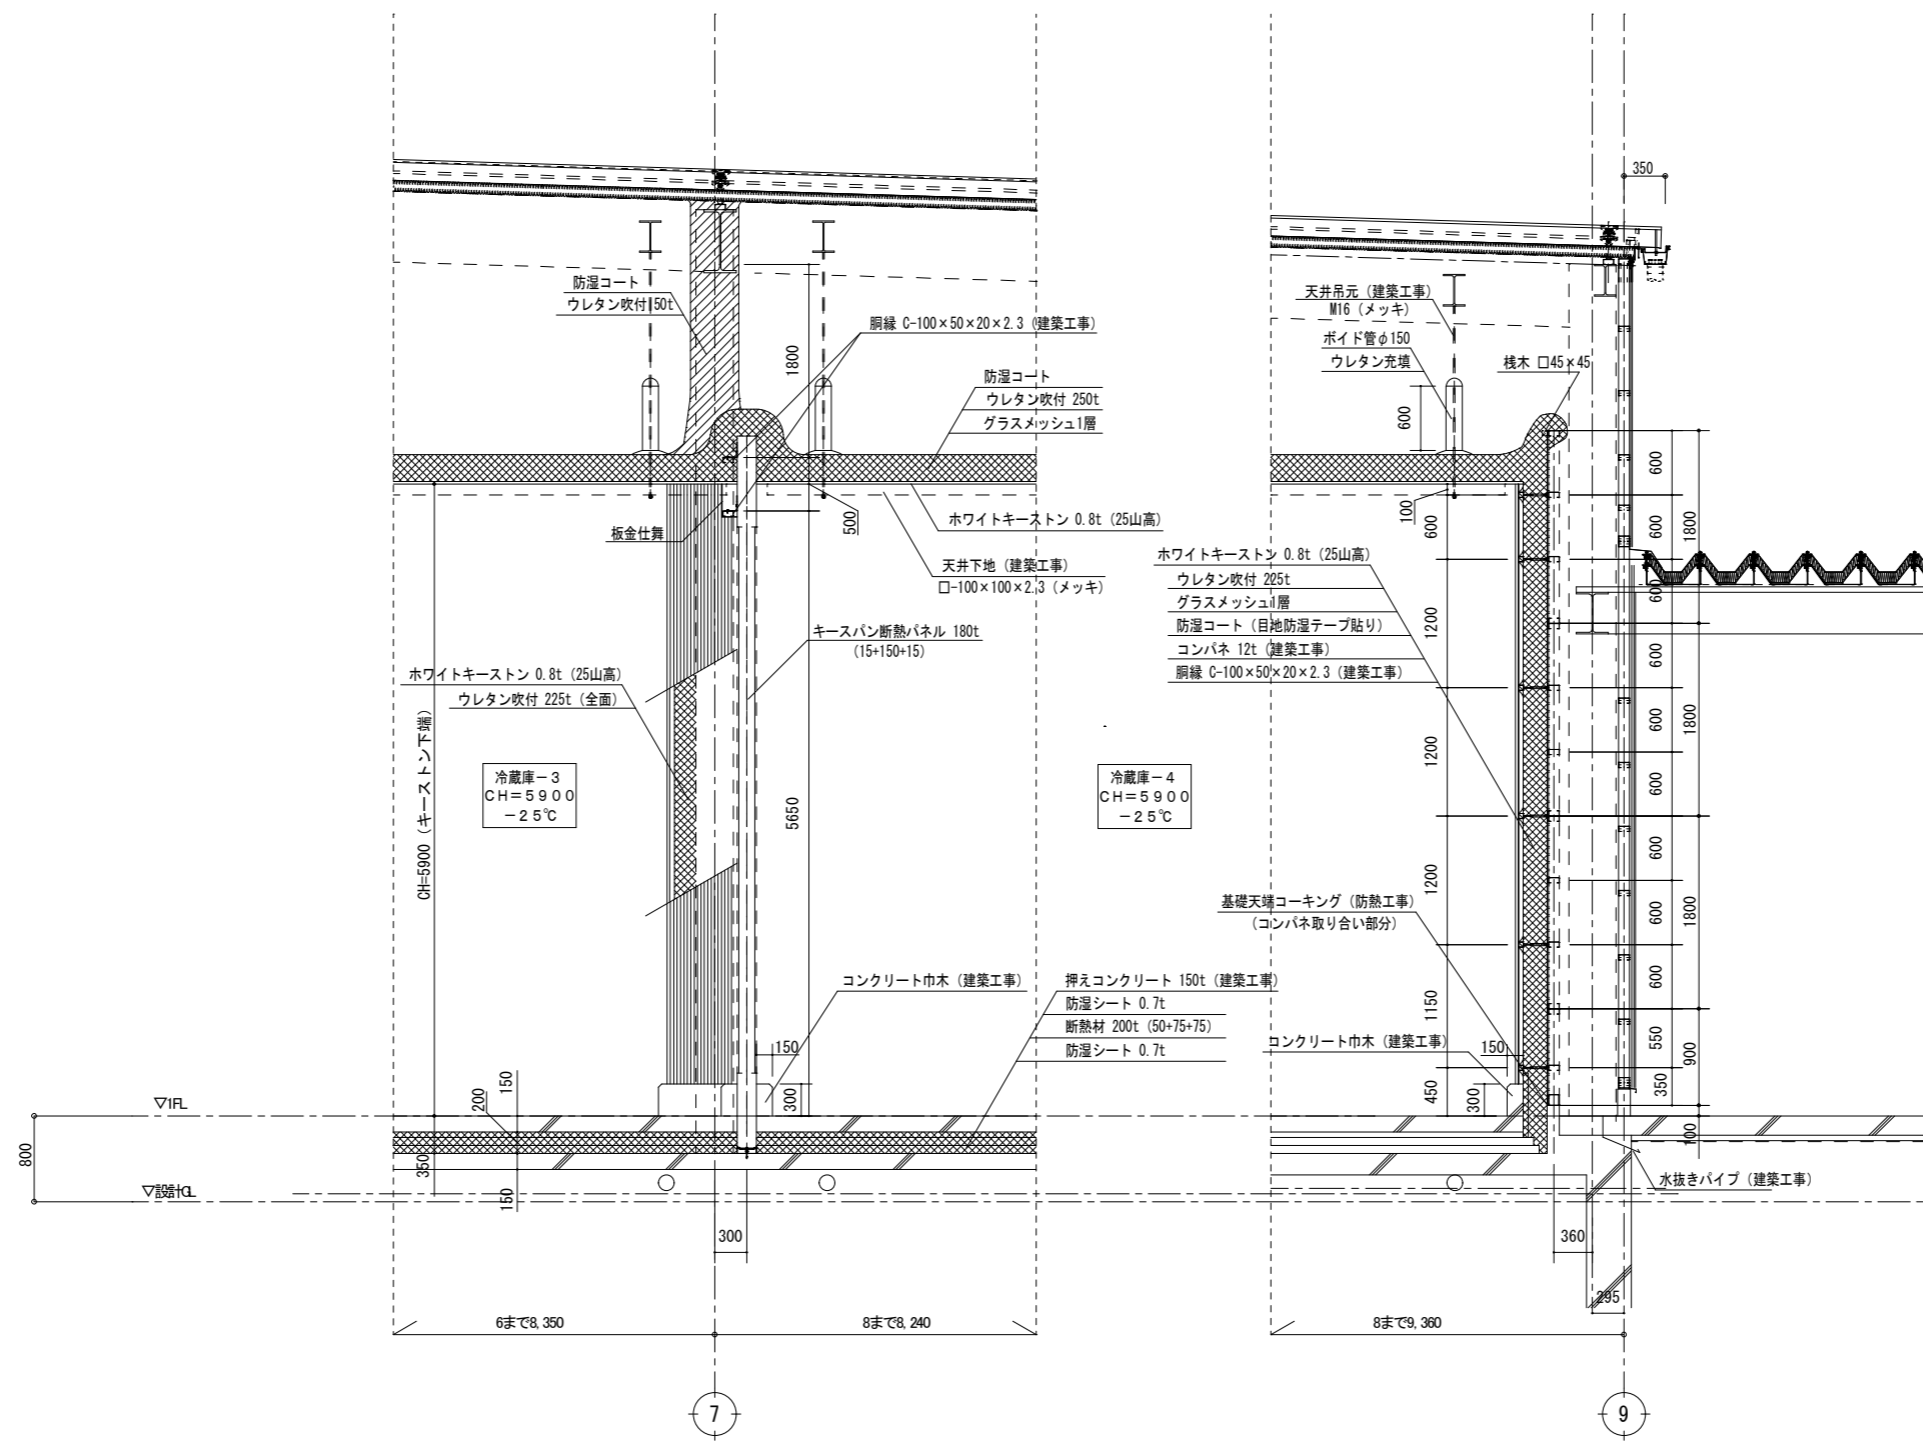 350
防湿コート
ウレタン吹付150t
胴縁 C-100×50×20×2.3 (建築工事)
1800
防湿コート
ウレタン吹付 250t
グラスメッシュ1層
天井吊元 (建築工事)
M16 (メッキ)
ボイド管φ150
ウレタン充填
桟木 □45×45
600
板金仕舞
500
ホワイトキーストン 0.8t (25山高)
天井下地 (建築工事)
□-100×100×2.3 (メッキ)
キースパン断熱パネル 180t
(15+150+15)
ホワイトキーストン 0.8t (25山高)
ウレタン吹付 225t (全面)
CH=5900 (キーストン下端)
冷蔵庫-3
CH=5900
-25℃
5650
冷蔵庫-4
CH=5900
-25℃
ホワイトキーストン 0.8t (25山高)
ウレタン吹付 225t
グラスメッシュ1層
防湿コート (目地防湿テープ貼り)
コンパネ 12t (建築工事)
胴縁 C-100×50×20×2.3 (建築工事)
100
600
1200
1200
1200
1150
450
600
600
600
600
600
600
600
600
550
350
100
1800
1800
1800
900
基礎天端コーキング (防熱工事)
(コンパネ取り合い部分)
コンクリート巾木 (建築工事)
押えコンクリート 150t (建築工事)
防湿シート 0.7t
断熱材 200t (50+75+75)
防湿シート 0.7t
コンクリート巾木 (建築工事)
150
300
150
300
▽1FL
800
▽設計GL
200
150
350
150
水抜きパイプ (建築工事)
300
360
295
6まで8,350
8まで8,240
8まで9,360
7
9